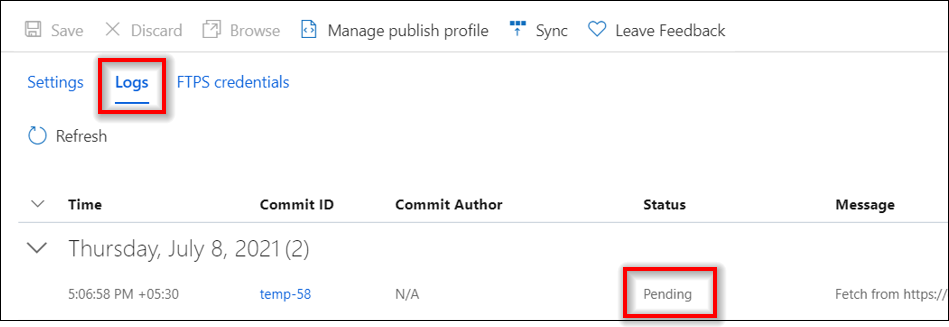 Save Discard Browse Manage publish profile Sync Leave Feedback
Settings Logs FTPS credentials
Refresh
Time Commit ID Commit Author Status Message
Thursday, July 8, 2021 (2)
5:06:58 PM +05:30 temp-58 N/A Pending Fetch from https://